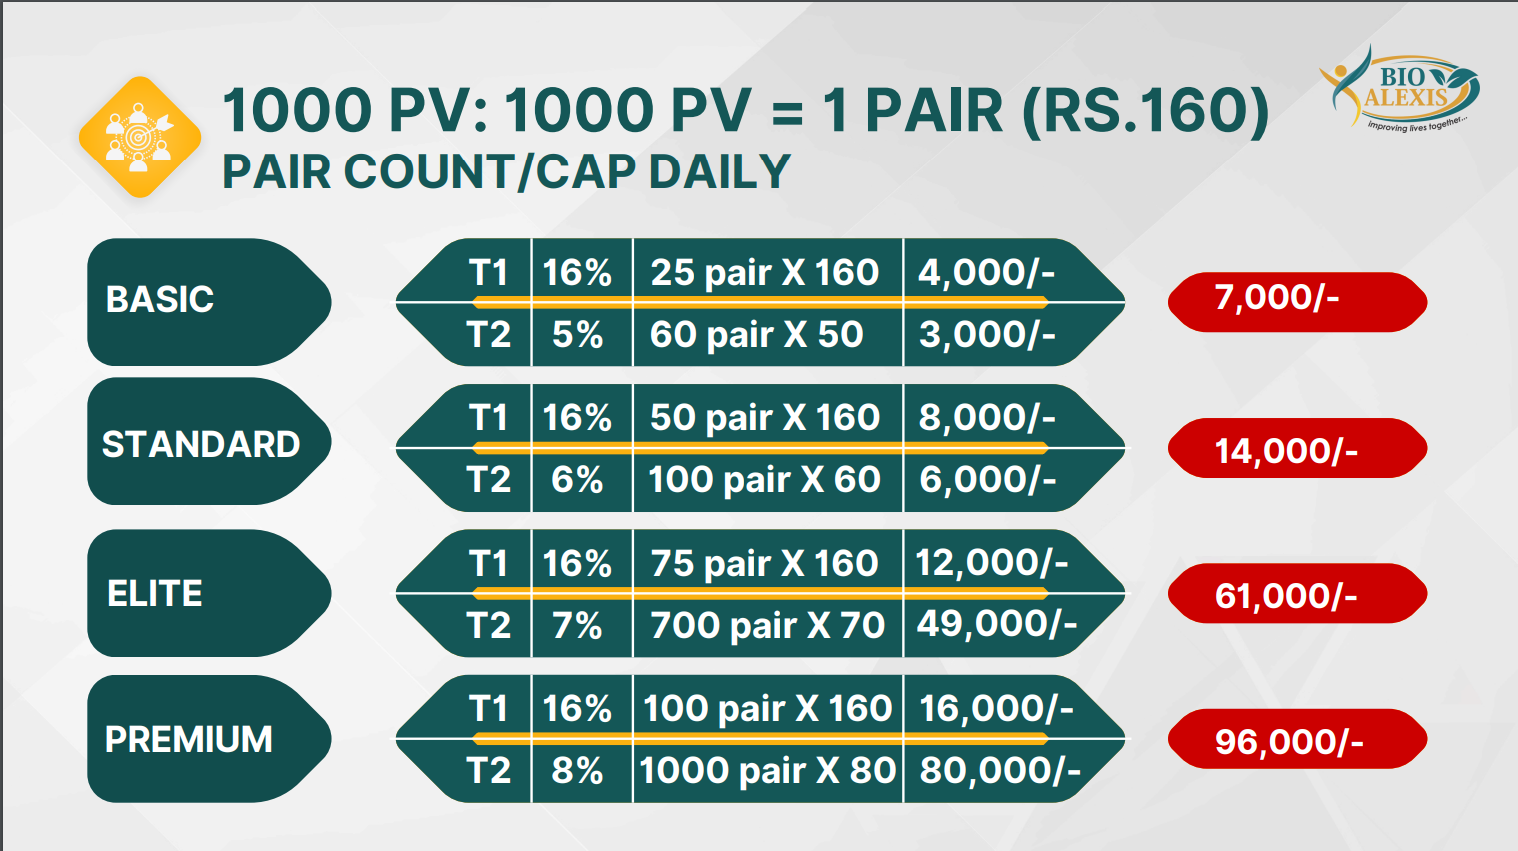 1000 PV: 1000 PV = 1 PAIR (RS.160)
PAIR COUNT/CAP DAILY
BIO
ALEXIS
improving lives together...
BASIC
T1 16% 25 pair X 160 4,000/-
T2 5% 60 pair X 50 3,000/-
7,000/-
STANDARD
T1 16% 50 pair X 160 8,000/-
T2 6% 100 pair X 60 6,000/-
14,000/-
ELITE
T1 16% 75 pair X 160 12,000/-
T2 7% 700 pair X 70 49,000/-
61,000/-
PREMIUM
T1 16% 100 pair X 160 16,000/-
T2 8% 1000 pair X 80 80,000/-
96,000/-